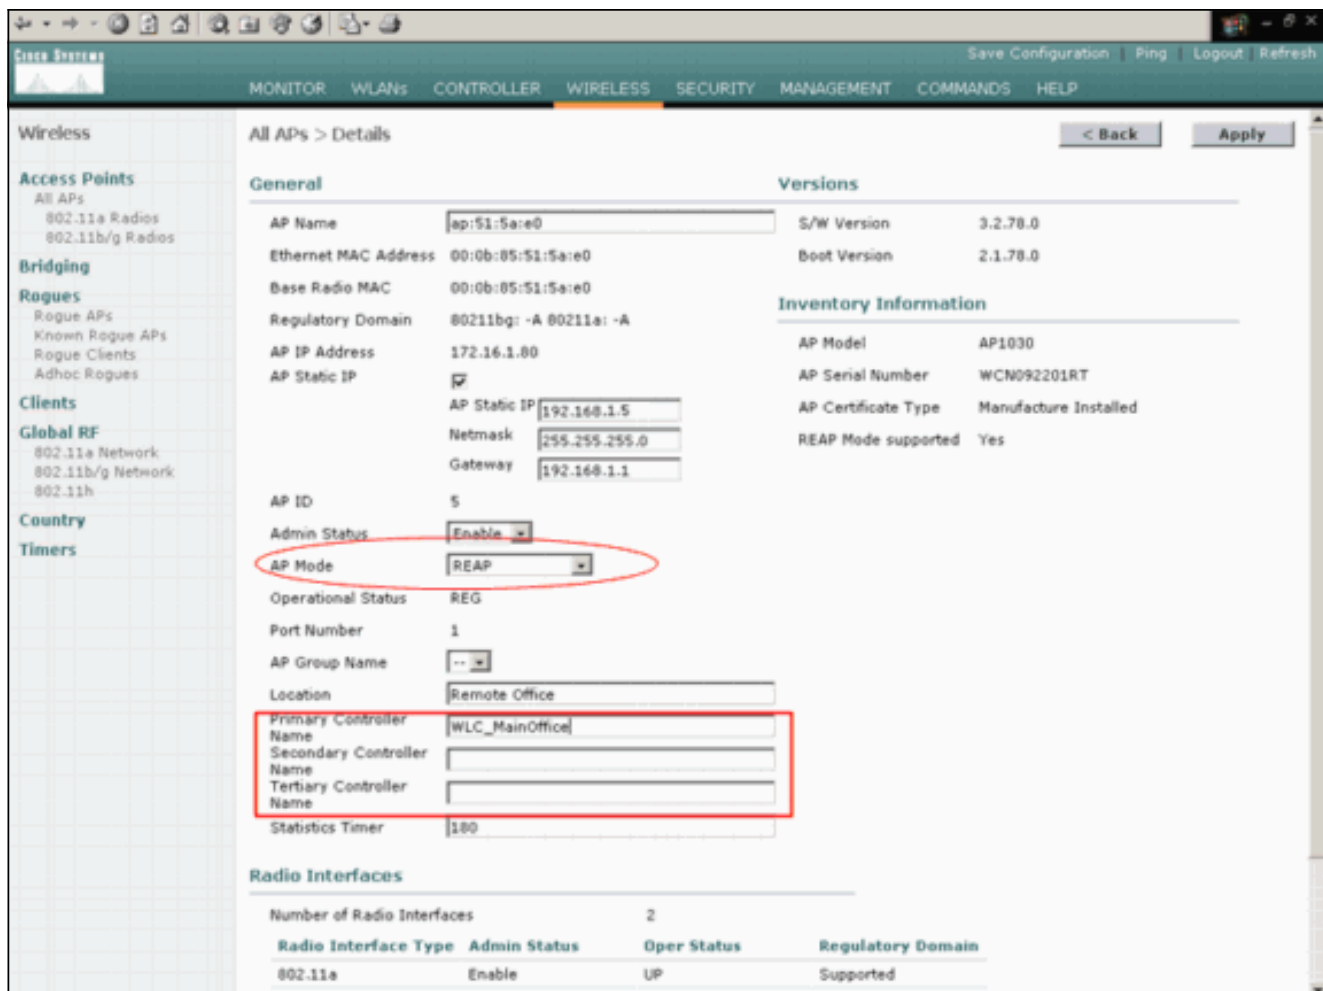 Save Configuration | Ping | Logout | Refresh
CISCO SYSTEMS
MONITOR WLANs CONTROLLER WIRELESS SECURITY MANAGEMENT COMMANDS HELP
Wireless
Access Points
All APs
802.11a Radios
802.11b/g Radios
Bridging
Rogues
Rogue APs
Known Rogue APs
Rogue Clients
Adhoc Rogues
Clients
Global RF
802.11a Network
802.11b/g Network
802.11h
Country
Timers
All APs > Details
< Back
Apply
General
AP Name ap:51:5a:e0
Ethernet MAC Address 00:0b:85:51:5a:e0
Base Radio MAC 00:0b:85:51:5a:e0
Regulatory Domain 80211bg: -A 80211a: -A
AP IP Address 172.16.1.80
AP Static IP
AP Static IP 192.168.1.5
Netmask 255.255.255.0
Gateway 192.168.1.1
AP ID 5
Admin Status Enable
AP Mode REAP
Operational Status REG
Port Number 1
AP Group Name --
Location Remote Office
Primary Controller Name WLC_MainOffice
Secondary Controller Name
Tertiary Controller Name
Statistics Timer 180
Versions
S/W Version 3.2.78.0
Boot Version 2.1.78.0
Inventory Information
AP Model AP1030
AP Serial Number WCN092201RT
AP Certificate Type Manufacture Installed
REAP Mode supported Yes
Radio Interfaces
Number of Radio Interfaces 2
Radio Interface Type Admin Status Oper Status Regulatory Domain
802.11a Enable UP Supported